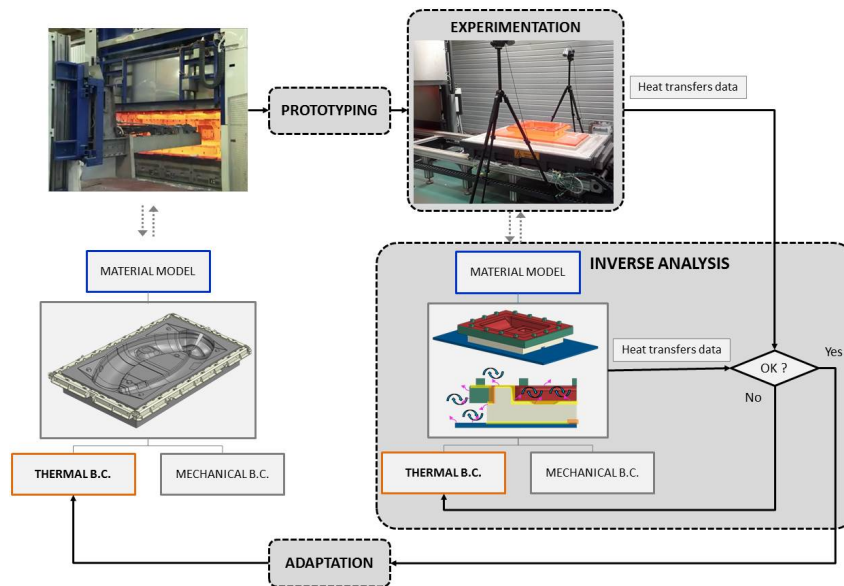 EXPERIMENTATION
PROTOTYPING
Heat transfers data
MATERIAL MODEL
INVERSE ANALYSIS
MATERIAL MODEL
Heat transfers data
OK ?
Yes
No
THERMAL B.C.
MECHANICAL B.C.
THERMAL B.C.
MECHANICAL B.C.
ADAPTATION